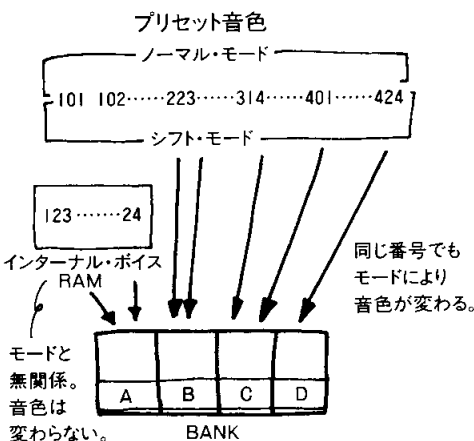 プリセット音色
ノーマル・モード
101 102……223……314……401……424
シフト・モード
123……24
インターナル・ボイス
RAM
同じ番号でも
モードにより
音色が変わる。
モードと
無関係。
音色は
変わらない。
A B C D
BANK